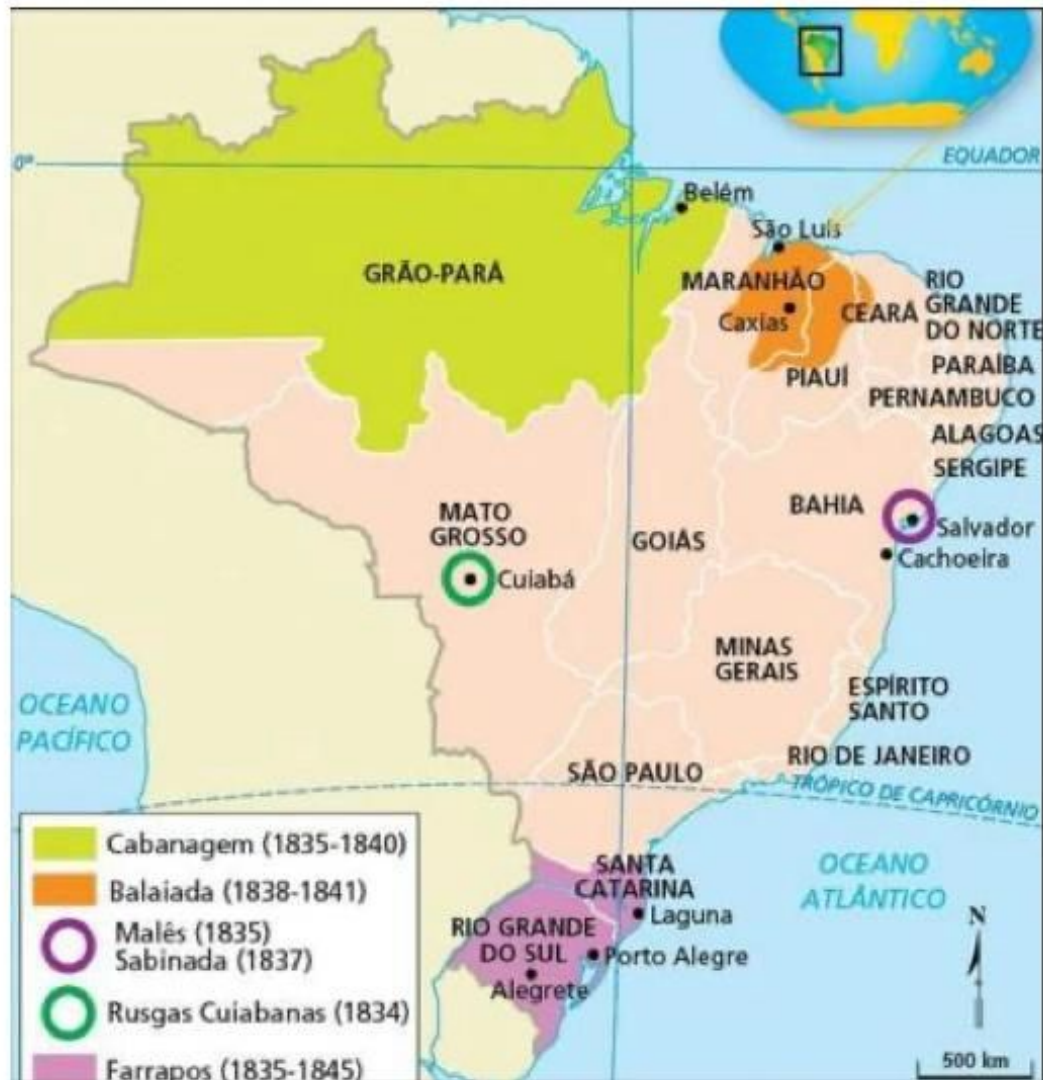 0°
EQUADOR
Belém
São Luís
GRÃO-PARÁ
MARANHÃO
Caxias
CEARÁ
RIO
GRANDE
DO NORTE
PARAÍBA
PIAUÍ
PERNAMBUCO
ALAGOAS
SERGIPE
BAHIA
Salvador
Cachoeira
MATO
GROSSO
Cuiabá
GOIÁS
MINAS
GERAIS
ESPÍRITO
SANTO
RIO DE JANEIRO
SÃO PAULO
TRÓPICO DE CAPRICÓRNIO
OCEANO
PACÍFICO
SANTA
CATARINA
Laguna
RIO GRANDE
DO SUL
Porto Alegre
Alegrete
OCEANO
ATLÂNTICO
N
500 km
Cabanagem (1835-1840)
Balaiada (1838-1841)
Malês (1835)
Sabinada (1837)
Rusgas Cuiabanas (1834)
Farrapos (1835-1845)